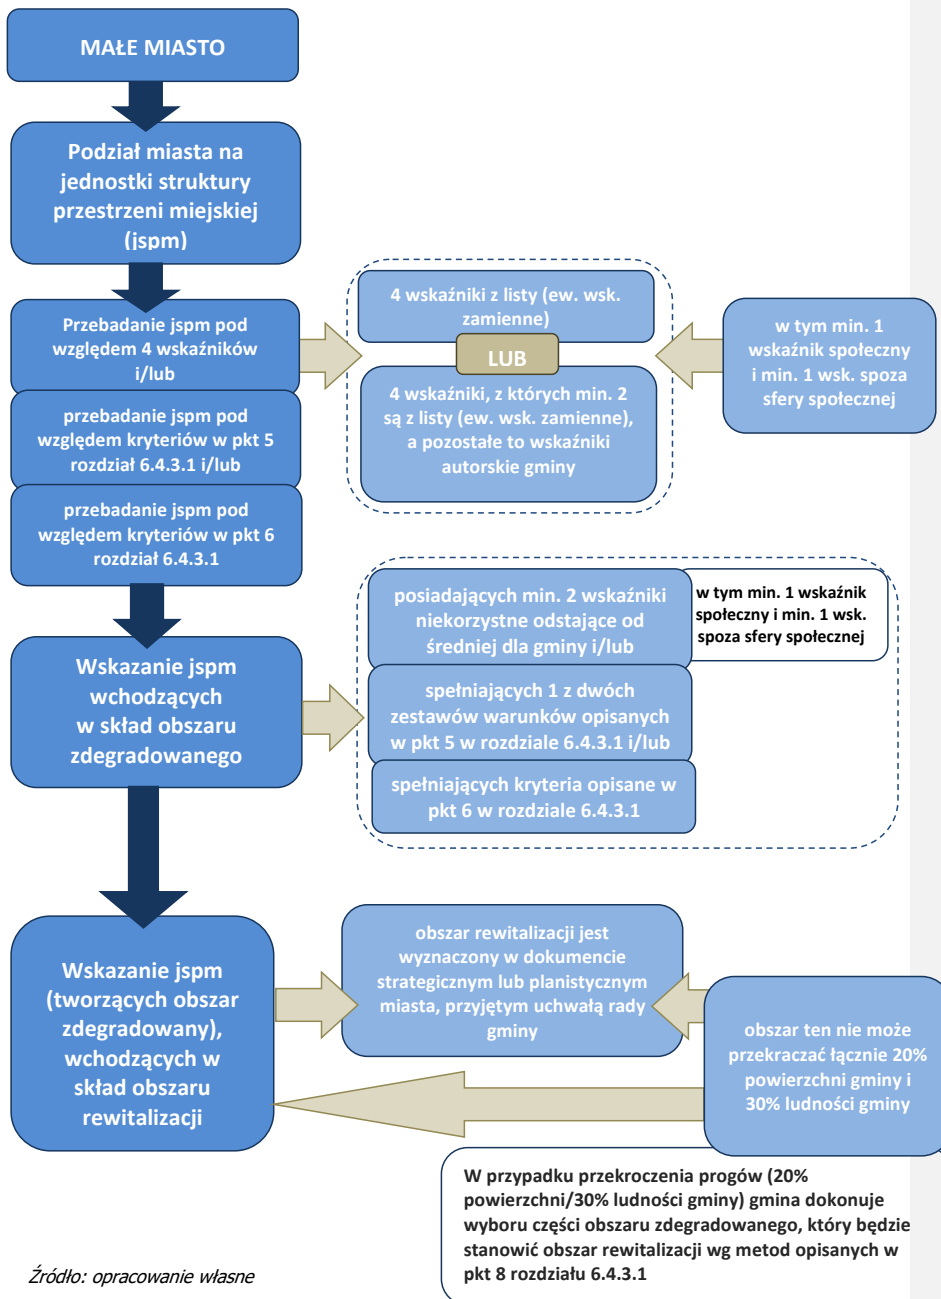 MAŁE MIASTO
Podział miasta na
jednostki struktury
przestrzeni miejskiej
(jspm)
Przebadanie jspm pod
względem 4 wskaźników
i/lub
przebadanie jspm pod
względem kryteriów w pkt 5
rozdział 6.4.3.1 i/lub
przebadanie jspm pod
względem kryteriów w pkt 6
rozdział 6.4.3.1
4 wskaźniki z listy (ew. wsk.
zamienne)
LUB
4 wskaźniki, z których min. 2
są z listy (ew. wsk. zamienne),
a pozostałe to wskaźniki
autorskie gminy
w tym min. 1
wskaźnik społeczny
i min. 1 wsk. spoza
sfery społecznej
Wskazanie jspm
wchodzących
w skład obszaru
zdegradowanego
posiadających min. 2 wskaźniki
niekorzystne odstające od
średniej dla gminy i/lub
w tym min. 1 wskaźnik
społeczny i min. 1 wsk.
spoza sfery społecznej
spełniających 1 z dwóch
zestawów warunków opisanych
w pkt 5 w rozdziale 6.4.3.1 i/lub
spełniających kryteria opisane w
pkt 6 w rozdziale 6.4.3.1
Wskazanie jspm
(tworzących obszar
zdegradowany),
wchodzących w
skład obszaru
rewitalizacji
obszar rewitalizacji jest
wyznaczony w dokumencie
strategicznym lub planistycznym
miasta, przyjętym uchwałą rady
gminy
obszar ten nie może
przekraczać łącznie 20%
powierzchni gminy i
30% ludności gminy
W przypadku przekroczenia progów (20%
powierzchni/30% ludności gminy) gmina dokonuje
wyboru części obszaru zdegradowanego, który będzie
stanowić obszar rewitalizacji wg metod opisanych w
pkt 8 rozdziału 6.4.3.1
Źródło: opracowanie własne